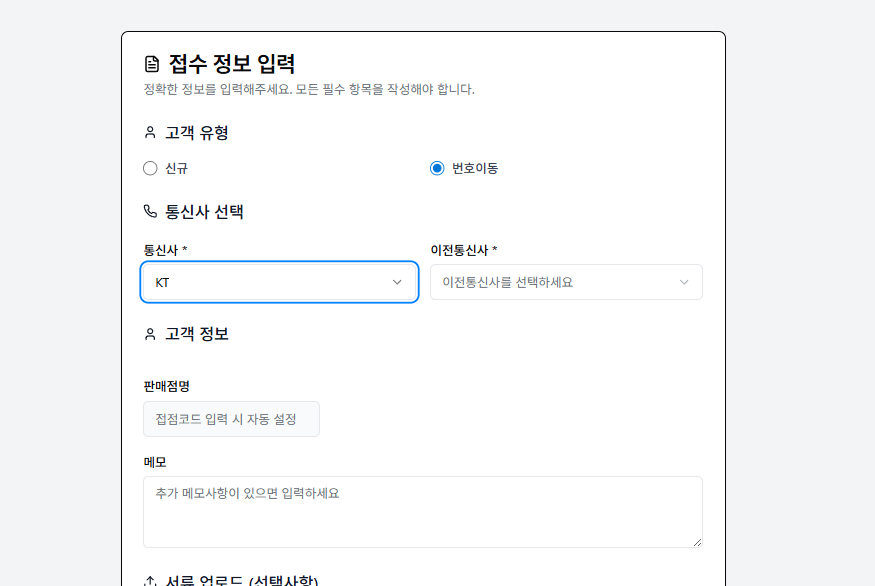 접수 정보 입력
정확한 정보를 입력해주세요. 모든 필수 항목을 작성해야 합니다.
고객 유형
신규
번호이동
통신사 선택
통신사 *
이전통신사 *
KT
이전통신사를 선택하세요
고객 정보
판매점명
접점코드 입력 시 자동 설정
메모
추가 메모사항이 있으면 입력하세요
서류 업로드 (선택사항)